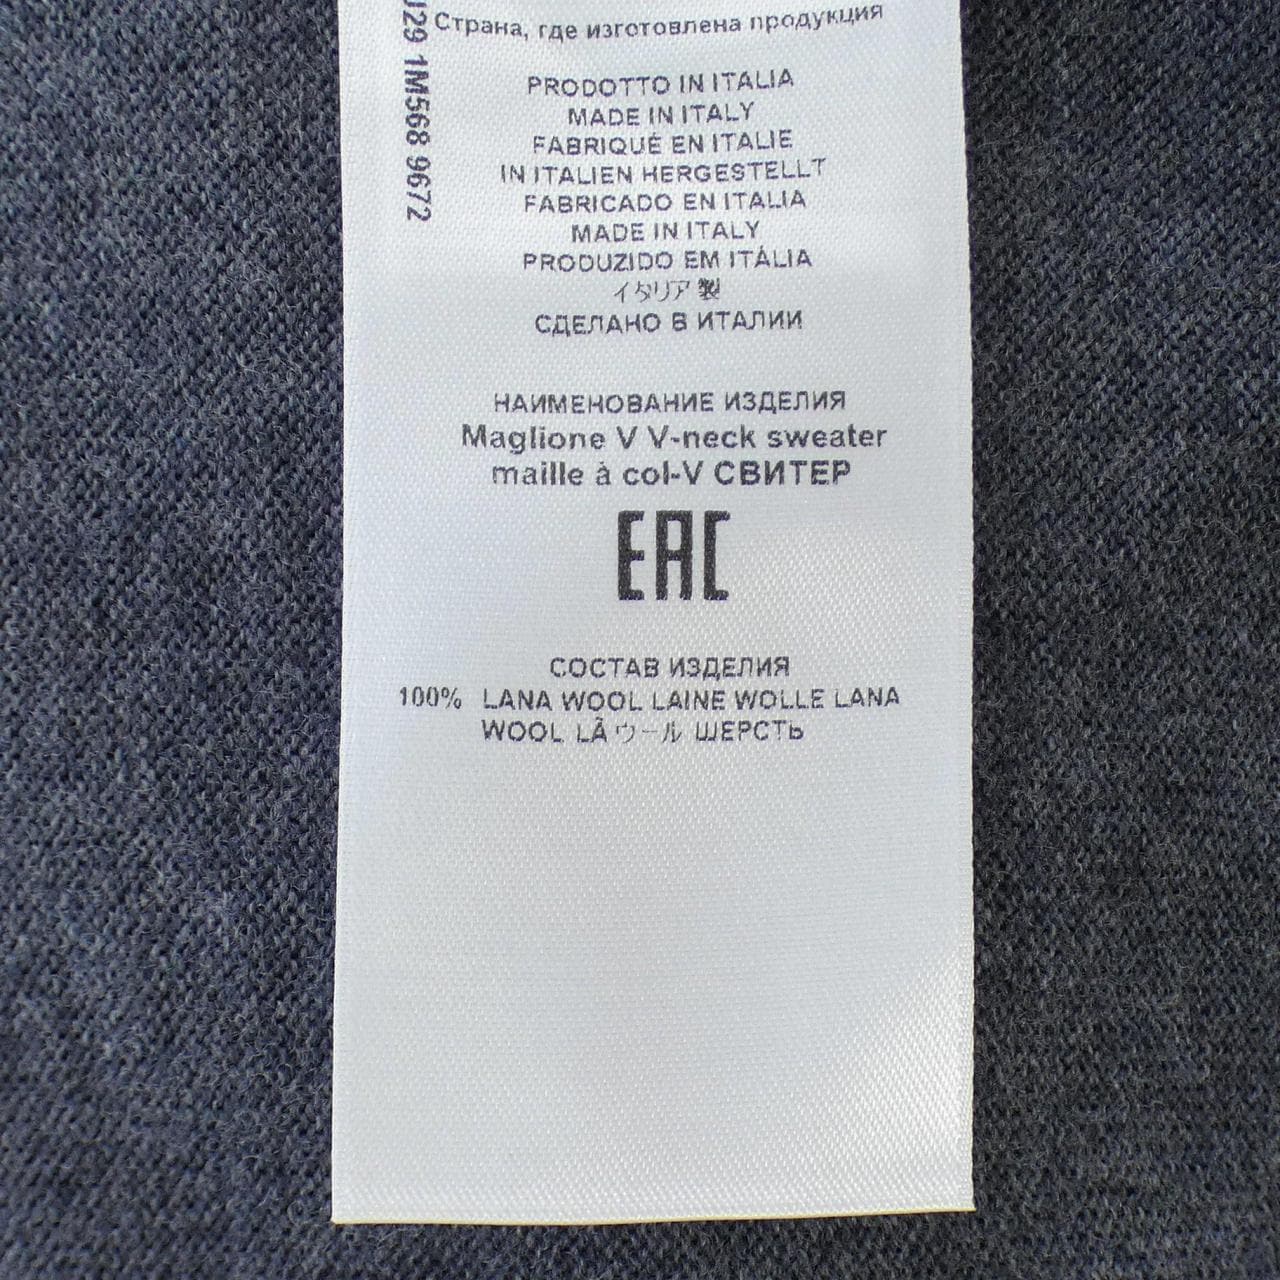 Страна, где изготовлена продукция
PRODOTTO IN ITALIA
MADE IN ITALY
FABRIQUÉ EN ITALIE
IN ITALIEN HERGESTELLT
FABRICADO EN ITALIA
MADE IN ITALY
PRODUZIDO EM ITÁLIA
イタリア製
СДЕЛАНО В ИТАЛИИ
НАИМЕНОВАНИЕ ИЗДЕЛИЯ
Maglione V V-neck sweater
maille à col-V СВИТЕР
EAC
СОСТАВ ИЗДЕЛИЯ
100% LANA WOOL LAINE WOLLE LANA
WOOL LÃ ウール ШЕРСТЬ
1M568 9672